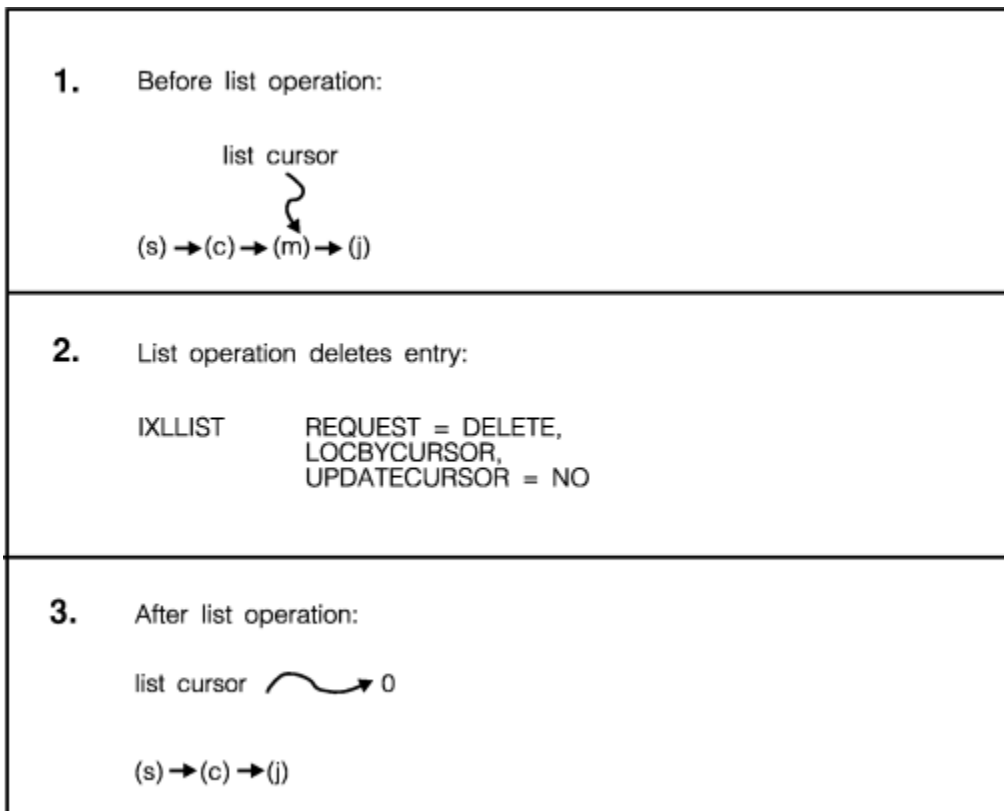 1. Before list operation:
list cursor
(s) → (c) → (m) → (j)
2. List operation deletes entry:
IXLLIST REQUEST = DELETE,
LOCBYCURSOR,
UPDATECURSOR = NO
3. After list operation:
list cursor 0
(s) → (c) → (j)